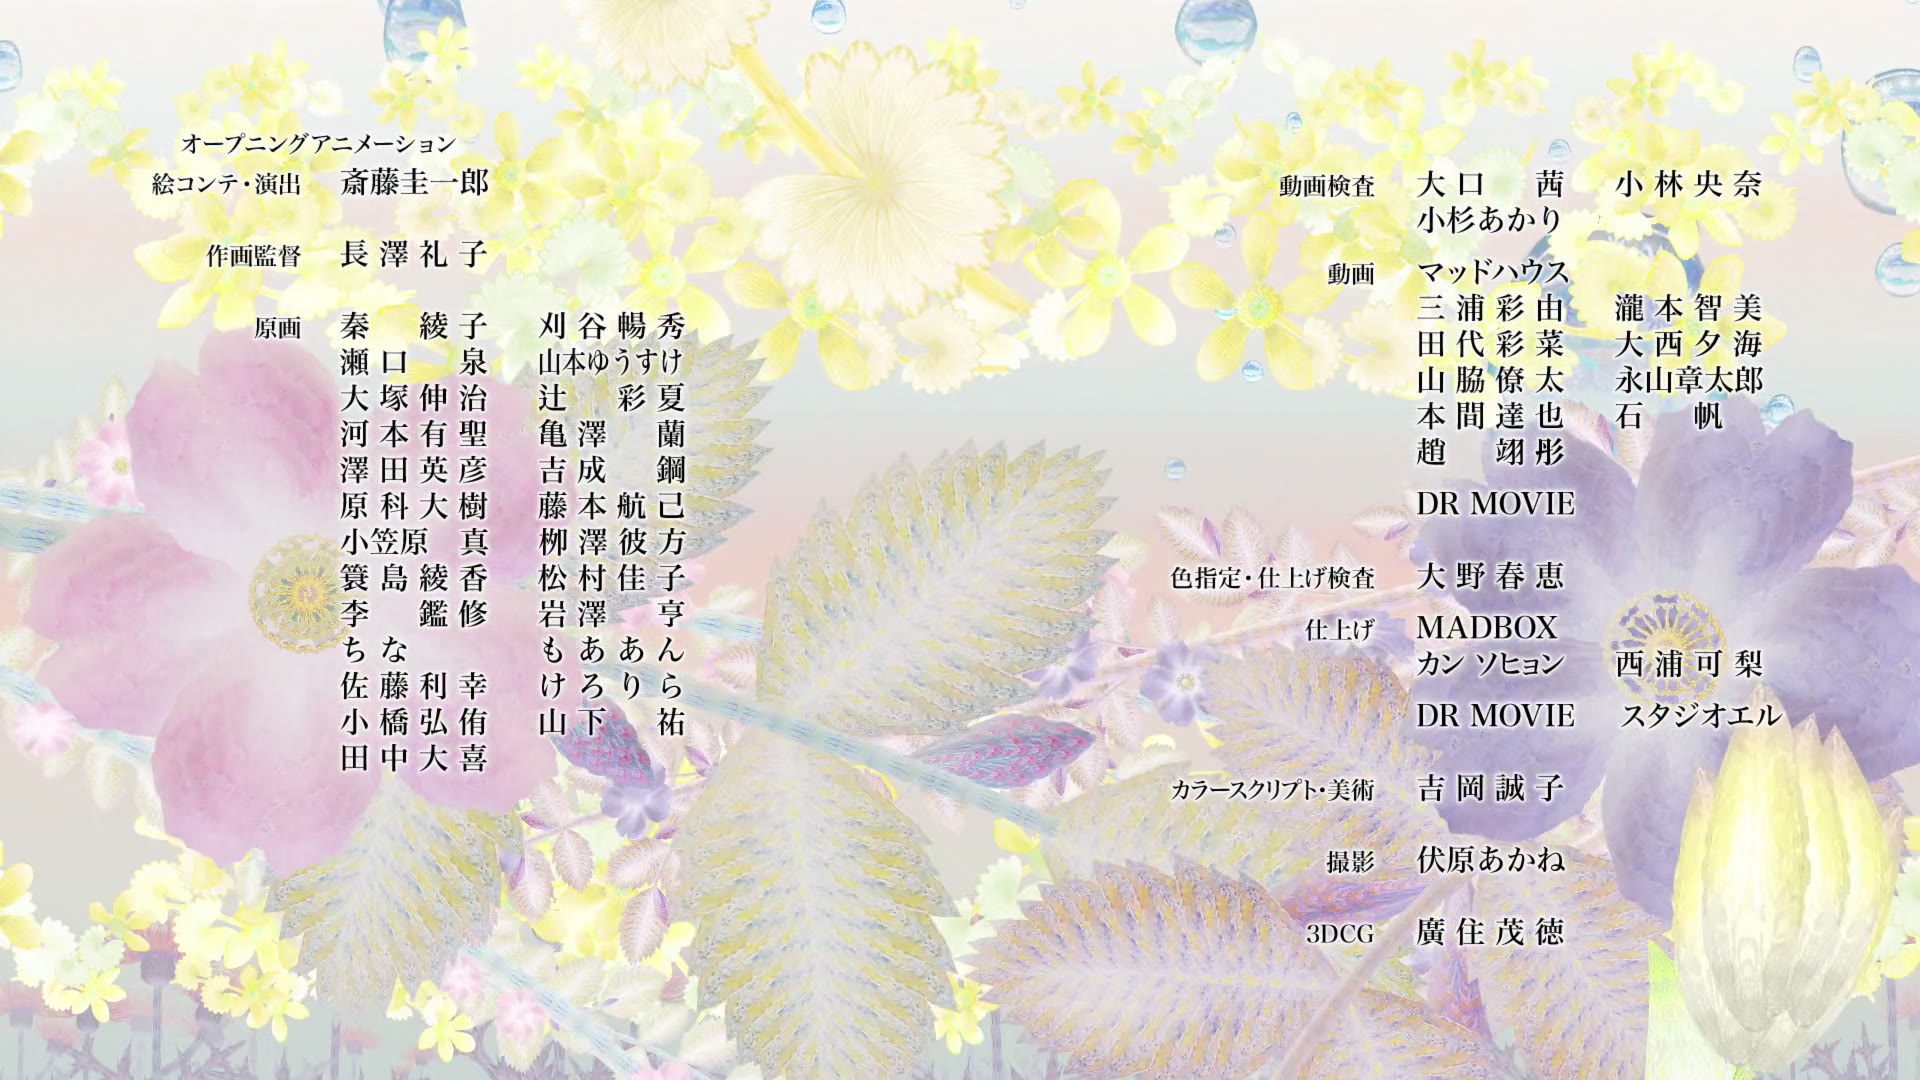 オープニングアニメーション
絵コンテ・演出 斎藤圭一郎
作画監督 長澤礼子
原画 秦 綾子 刈谷暢秀
瀬口 泉 山本ゆうすけ
大塚伸治 辻 彩夏
河本有聖 亀澤 蘭
澤田英彦 吉成 鋼
原科大樹 藤本航己
小笠原 真 栁澤彼方
簑島綾香 松村佳子
李 鑑修 岩澤 亨
ちな もああん
佐藤利幸 けろりら
小橋弘侑 山下 祐
田中大喜
動画検査 大口 茜 小林央奈
小杉あかり
動画 マッドハウス
三浦彩由 瀧本智美
田代彩菜 大西夕海
山脇僚太 永山章太郎
本間達也 石 帆
趙 翊彤
DR MOVIE
色指定・仕上げ検査 大野春恵
仕上げ MADBOX
カン ソヒョン 西浦可梨
DR MOVIE スタジオエル
カラースクリプト・美術 吉岡誠子
撮影 伏原あかね
3DCG 廣住茂徳